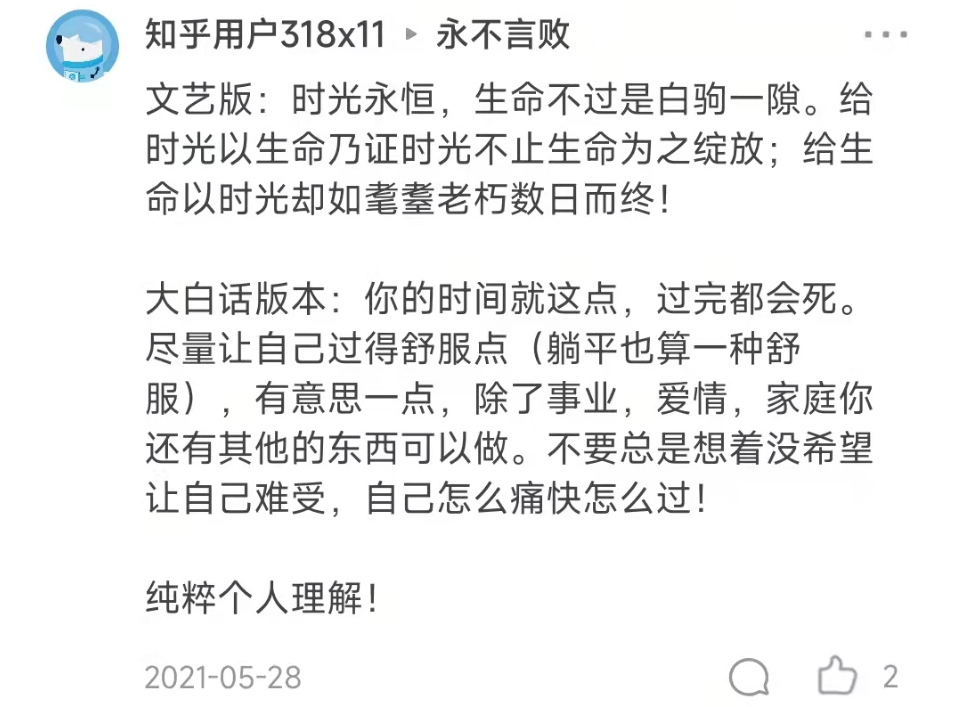 知乎用户318x11 ▸ 永不言败
文艺版：时光永恒，生命不过是白驹一隙。给
时光以生命乃证时光不止生命为之绽放；给生
命以时光却如耄耋老朽数日而终！
大白话版本：你的时间就这点，过完都会死。
尽量让自己过得舒服点（躺平也算一种舒
服），有意思一点，除了事业，爱情，家庭你
还有其他的东西可以做。不要总是想着没希望
让自己难受，自己怎么痛快怎么过！
纯粹个人理解！
2021-05-28
2